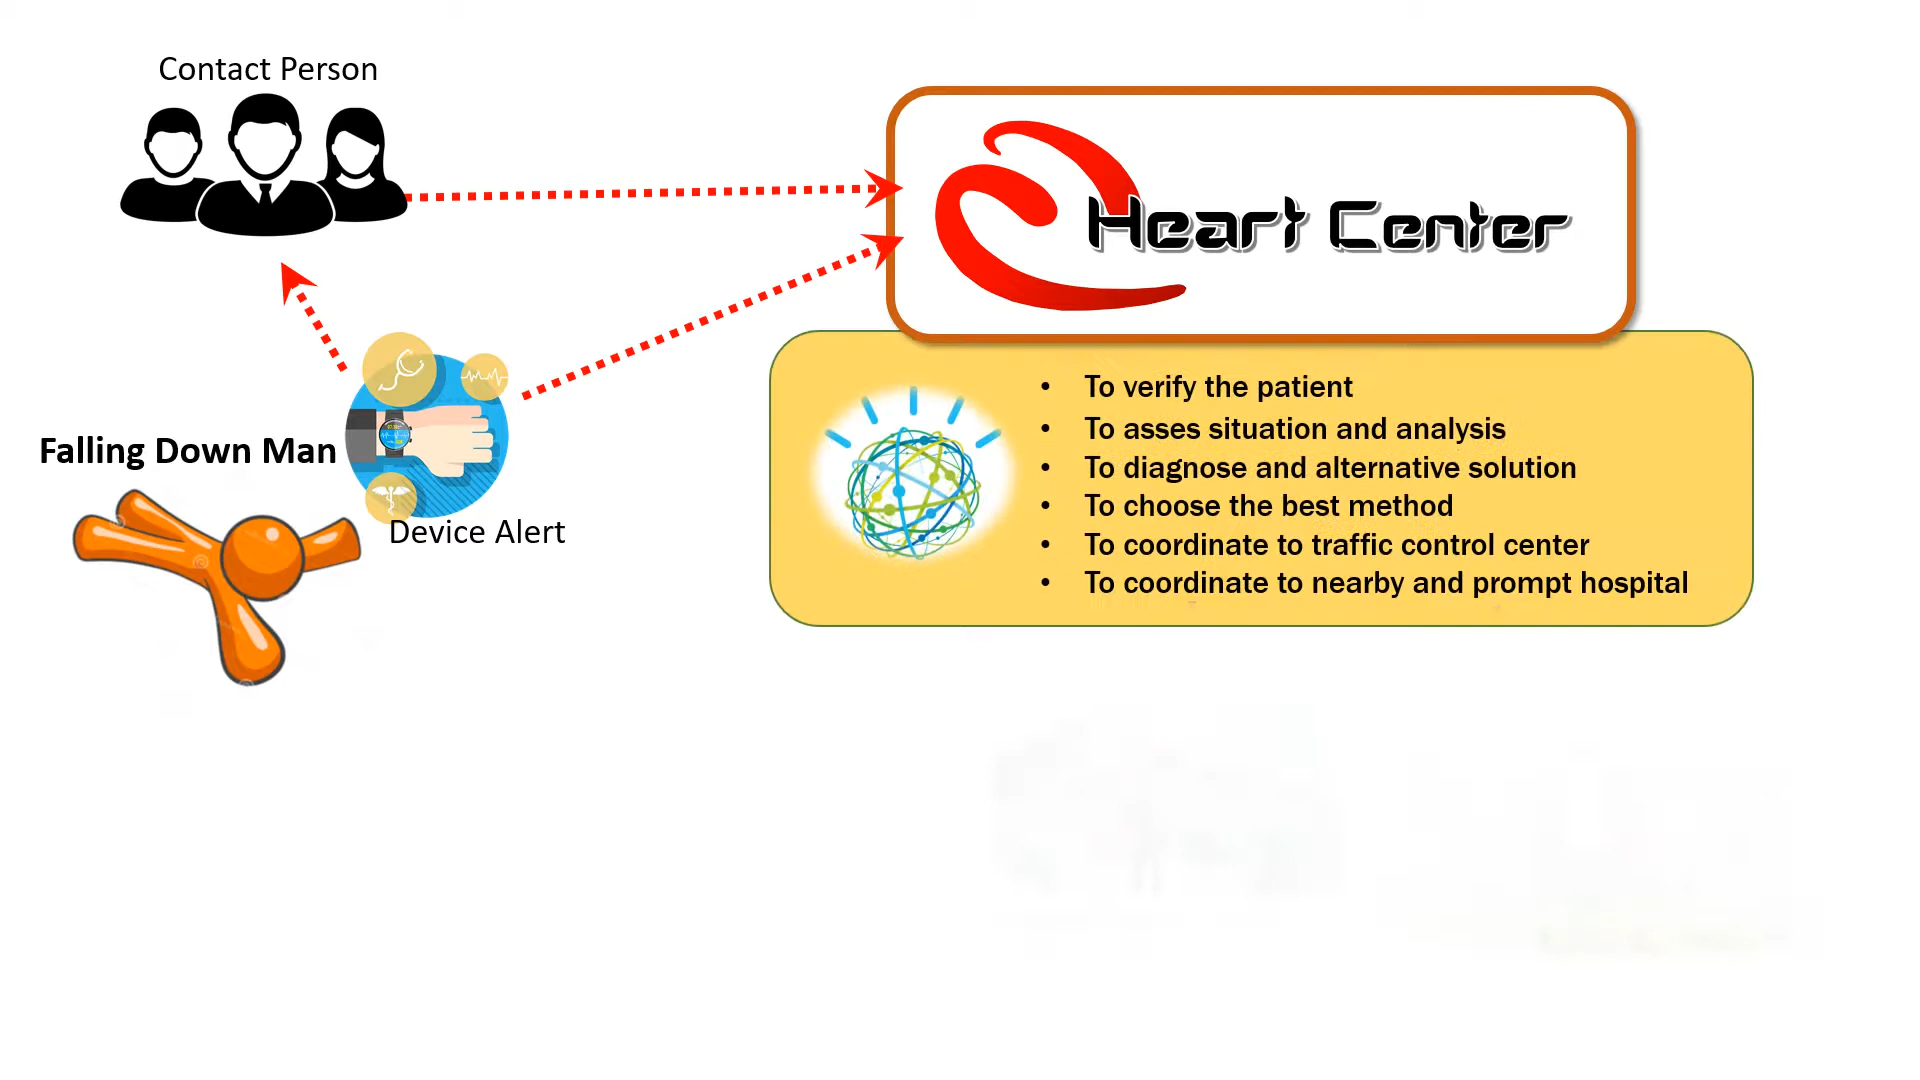 Contact Person
Heart Center
Falling Down Man
Device Alert
• To verify the patient
• To asses situation and analysis
• To diagnose and alternative solution
• To choose the best method
• To coordinate to traffic control center
• To coordinate to nearby and prompt hospital